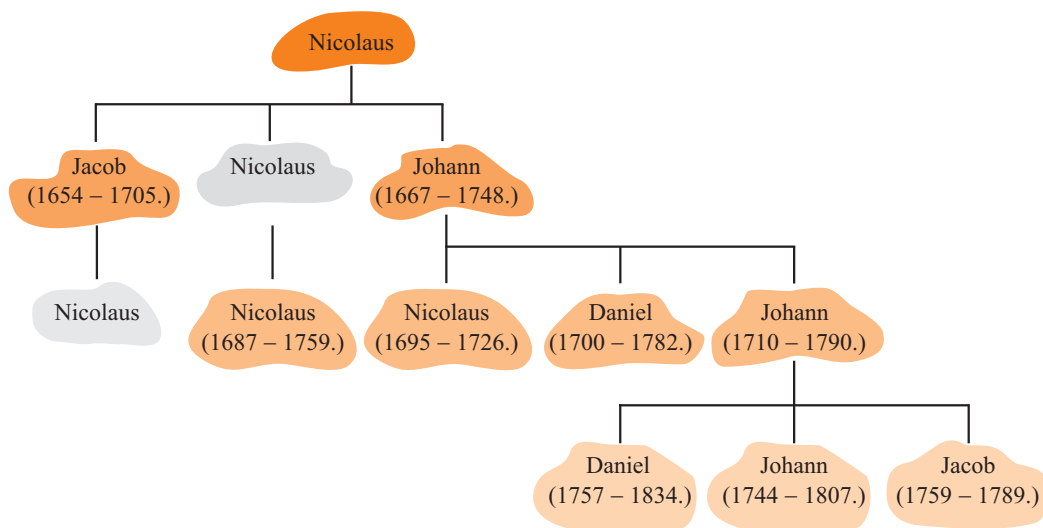 Nicolaus
Jacob
(1654 – 1705.)
Nicolaus
Johann
(1667 – 1748.)
Nicolaus
Nicolaus
(1687 – 1759.)
Nicolaus
(1695 – 1726.)
Daniel
(1700 – 1782.)
Johann
(1710 – 1790.)
Daniel
(1757 – 1834.)
Johann
(1744 – 1807.)
Jacob
(1759 – 1789.)